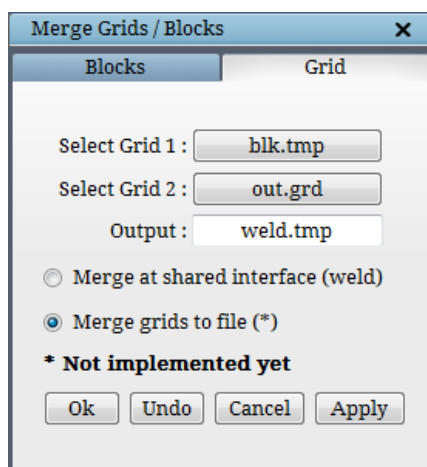 Merge Grids / Blocks ×
Blocks Grid
Select Grid 1 : blk.tmp
Select Grid 2 : out.grd
Output : weld.tmp
Merge at shared interface (weld)
Merge grids to file (*)
* Not implemented yet
Ok Undo Cancel Apply